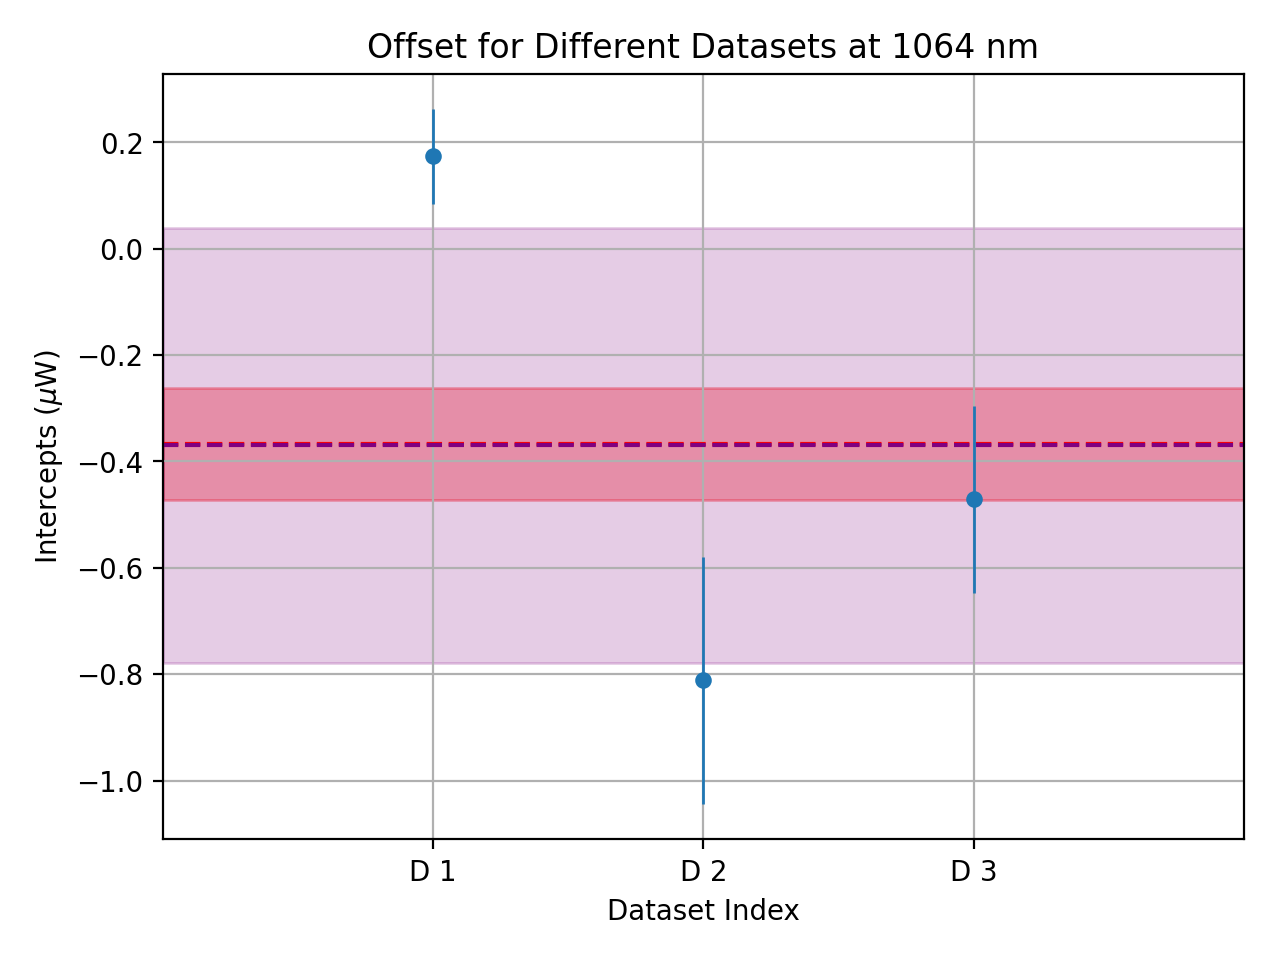 Offset for Different Datasets at 1064 nm
0.2
0.0
−0.2
−0.4
−0.6
−0.8
−1.0
Intercepts (μW)
D 1
D 2
D 3
Dataset Index